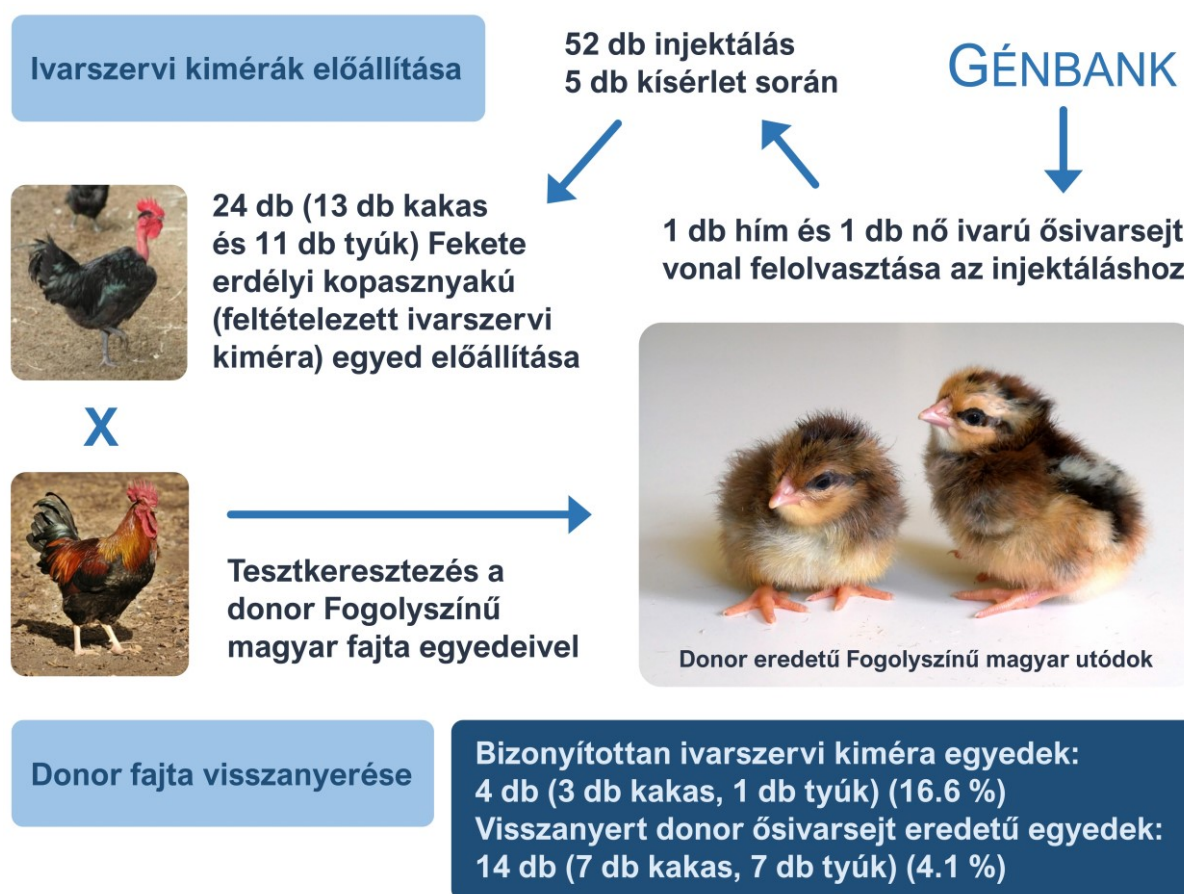 Ivarszervi kimérák előállítása
52 db injektálás
5 db kísérlet során
GÉNBANK
24 db (13 db kakas
és 11 db tyúk) Fekete
erdélyi kopasznyakú
(feltételezett ivarszervi
kiméra) egyed előállítása
1 db hím és 1 db nő ivarú ősivarsejt
vonal felolvasztása az injektáláshoz
X
Tesztkeresztezés a
donor Fogolyszínű
magyar fajta egyedeivel
Donor eredetű Fogolyszínű magyar utódok
Donor fajta visszanyerése
Bizonyítottan ivarszervi kiméra egyedek:
4 db (3 db kakas, 1 db tyúk) (16.6 %)
Visszanyert donor ősivarsejt eredetű egyedek:
14 db (7 db kakas, 7 db tyúk) (4.1 %)